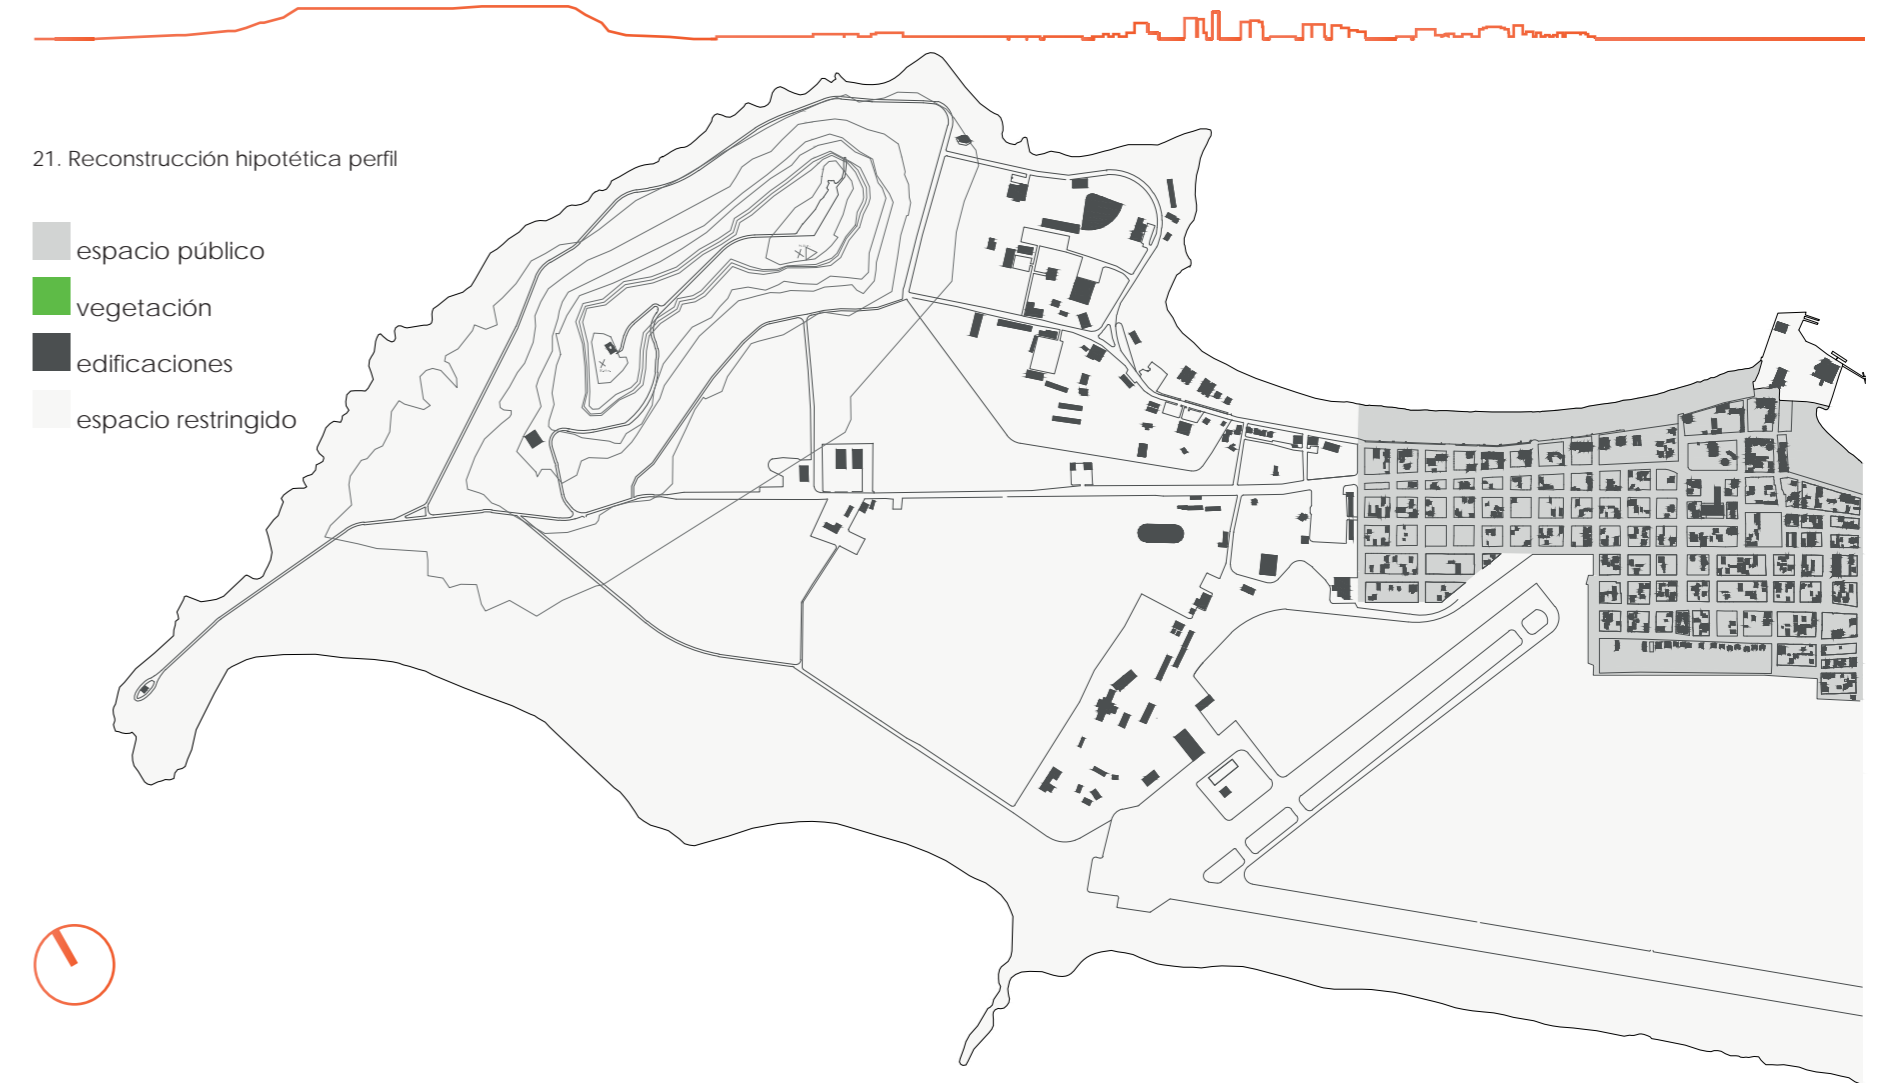 21. Reconstrucción hipotética perfil
espacio público
vegetación
edificaciones
espacio restringido